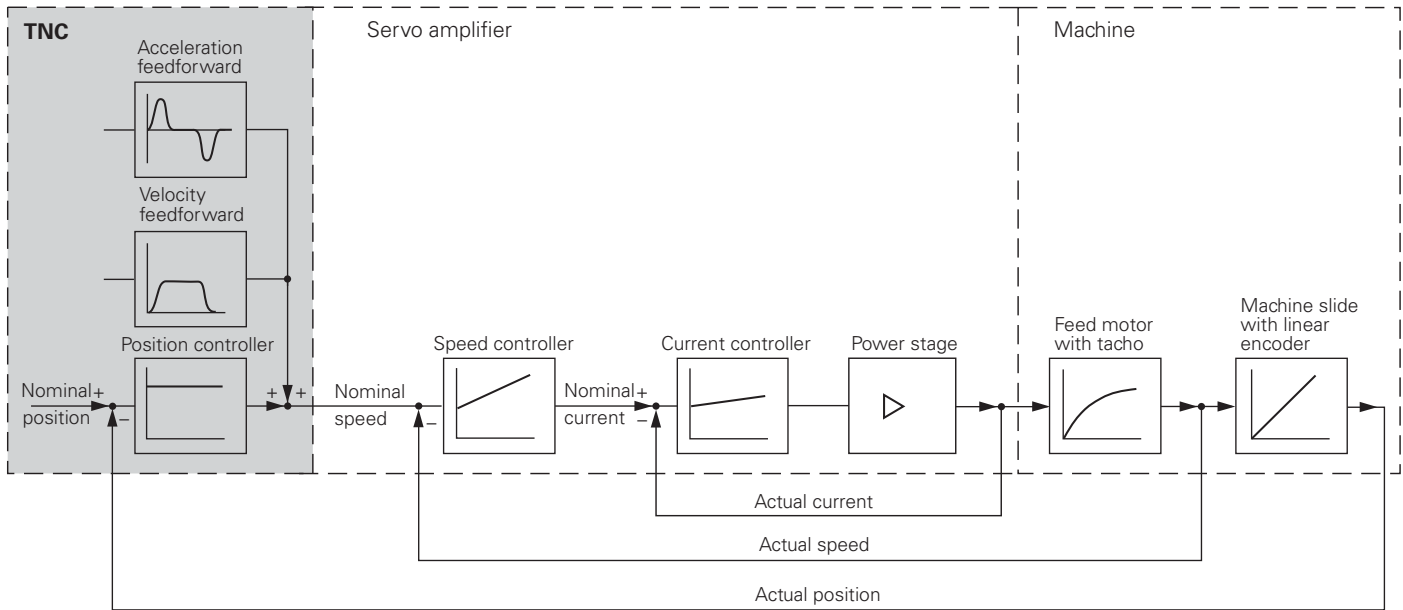 TNC
Servo amplifier
Machine
Acceleration
feedforward
Velocity
feedforward
Position controller
Nominal
position
+
−
+
+
Nominal
speed
−
Speed controller
Nominal
current
+
−
Current controller
Power stage
Feed motor
with tacho
Machine slide
with linear
encoder
Actual current
Actual speed
Actual position